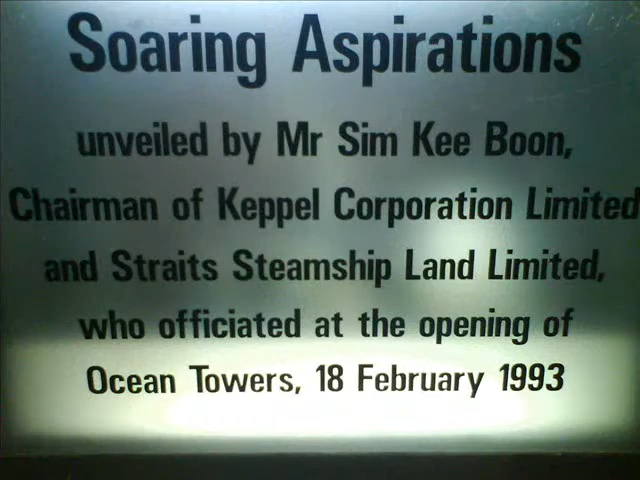 Soaring Aspirations
unveiled by Mr Sim Kee Boon,
Chairman of Keppel Corporation Limited
and Straits Steamship Land Limited,
who officiated at the opening of
Ocean Towers, 18 February 1993